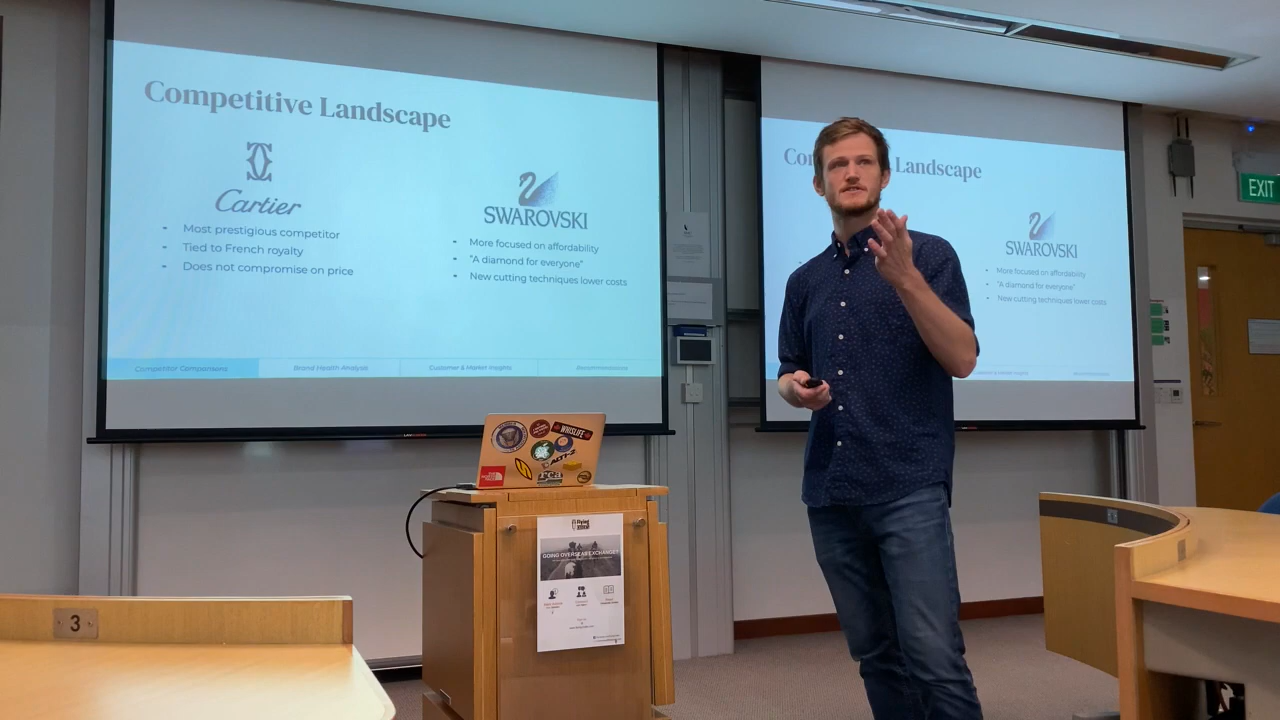 Competitive Landscape
Cartier
Most prestigious competitor
Tied to French royalty
Does not compromise on price
SWAROVSKI
More focused on affordability
"A diamond for everyone"
New cutting techniques lower costs
Competitor Comparisons
Brand Health Analysis
Customer & Market Insights
Landscape
SWAROVSKI
More focused on affordability
"A diamond for everyone"
New cutting techniques lower costs
EXIT
WHISLIFE
GOING OVERSEAS EXCHANGE?
3